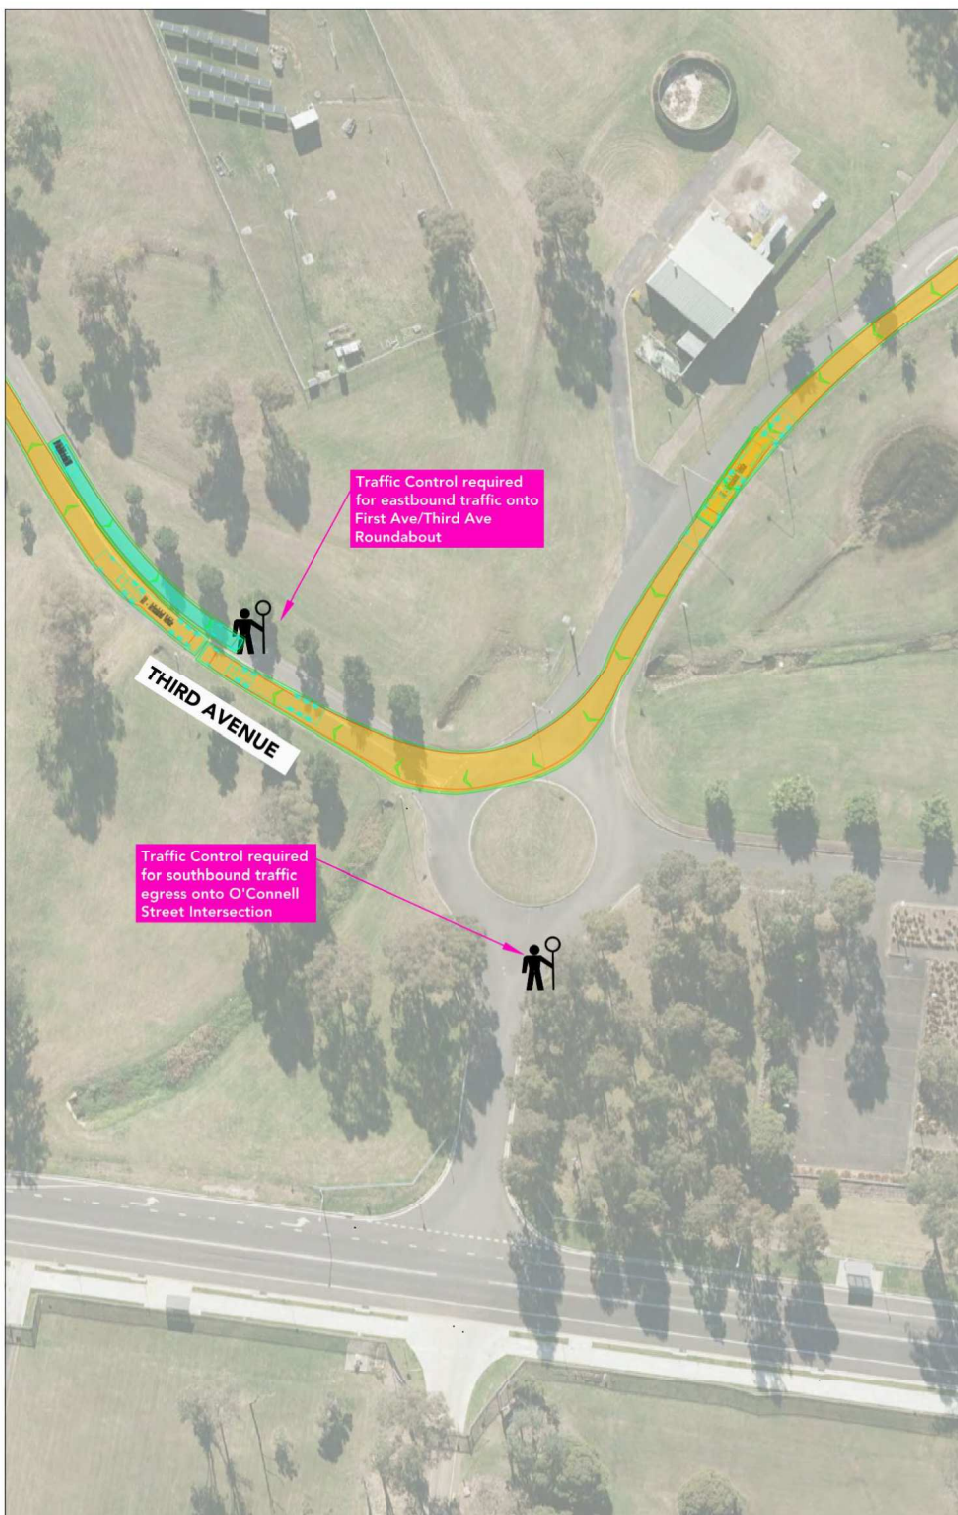 Traffic Control required
for eastbound traffic onto
First Ave/Third Ave
Roundabout
THIRD AVENUE
Traffic Control required
for southbound traffic
egress onto O'Connell
Street Intersection